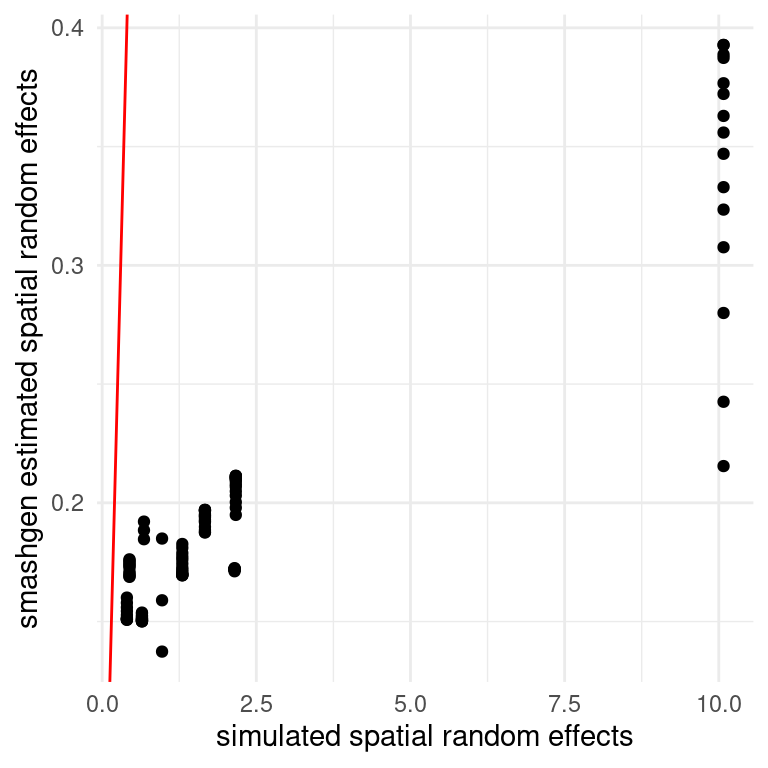 0.4
0.3
0.2
smashgen estimated spatial random effects
0.0 2.5 5.0 7.5 10.0
simulated spatial random effects